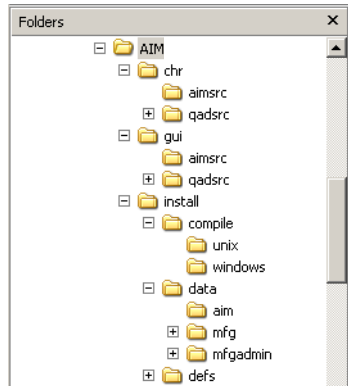 Folders
AIM
chr
aimsrc
qadsrc
gui
aimsrc
qadsrc
install
compile
unix
windows
data
aim
mfg
mfgadmin
defs